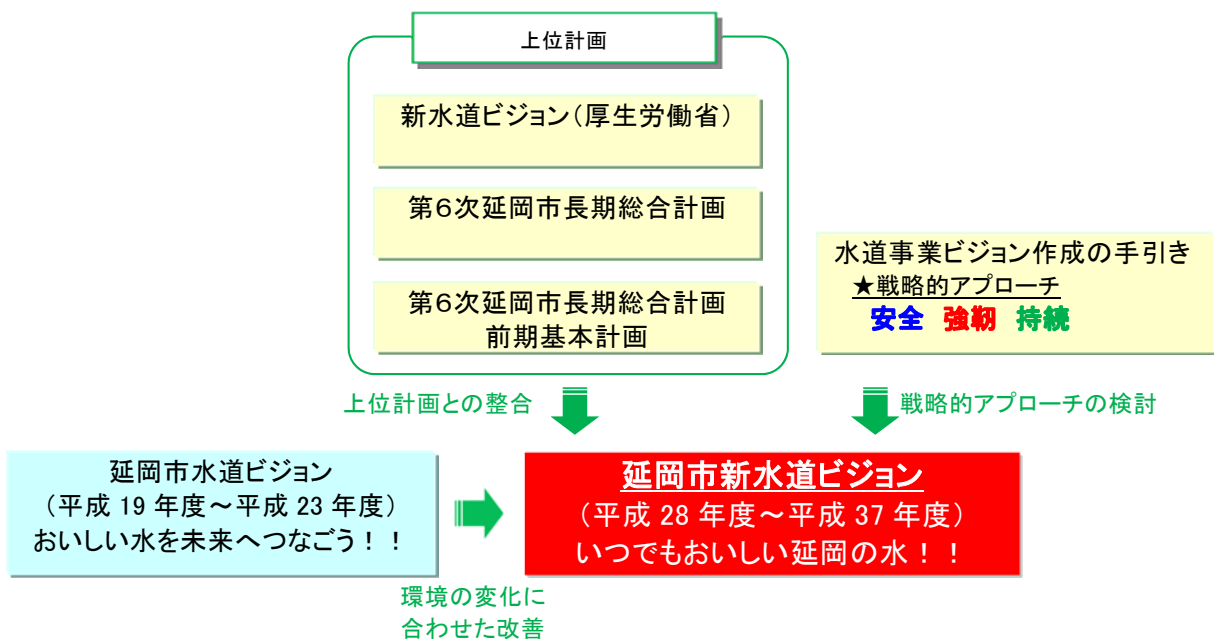 上位計画
新水道ビジョン（厚生労働省）
第６次延岡市長期総合計画
第６次延岡市長期総合計画
前期基本計画
水道事業ビジョン作成の手引き
★戦略的アプローチ
安全 強靭 持続
上位計画との整合
戦略的アプローチの検討
延岡市水道ビジョン
（平成 19 年度～平成 23 年度）
おいしい水を未来へつなごう！！
延岡市新水道ビジョン
（平成 28 年度～平成 37 年度）
いつでもおいしい延岡の水！！
環境の変化に
合わせた改善